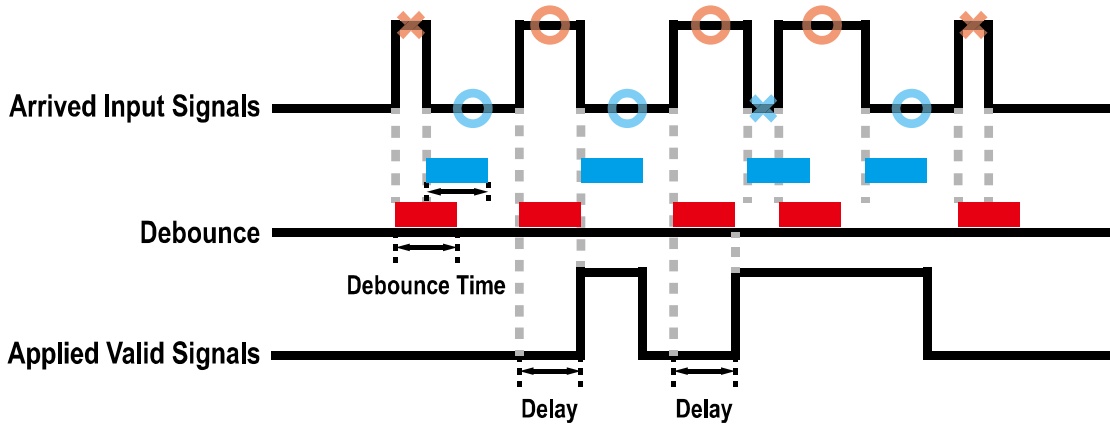 Arrived Input Signals
Debounce
Debounce Time
Applied Valid Signals
Delay
Delay